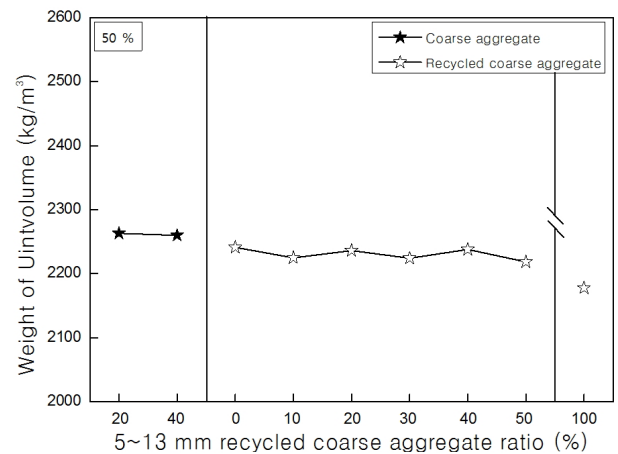 2600
50 %
Coarse aggregate
Recycled coarse aggregate
2500
2400
2300
2200
2100
2000
Weight of Uintvolume (kg/m³)
20 40 0 10 20 30 40 50 100
5~13 mm recycled coarse aggregate ratio (%)